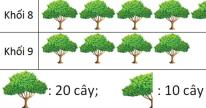 Khối 8
Khối 9
: 20 cây;
: 10 cây